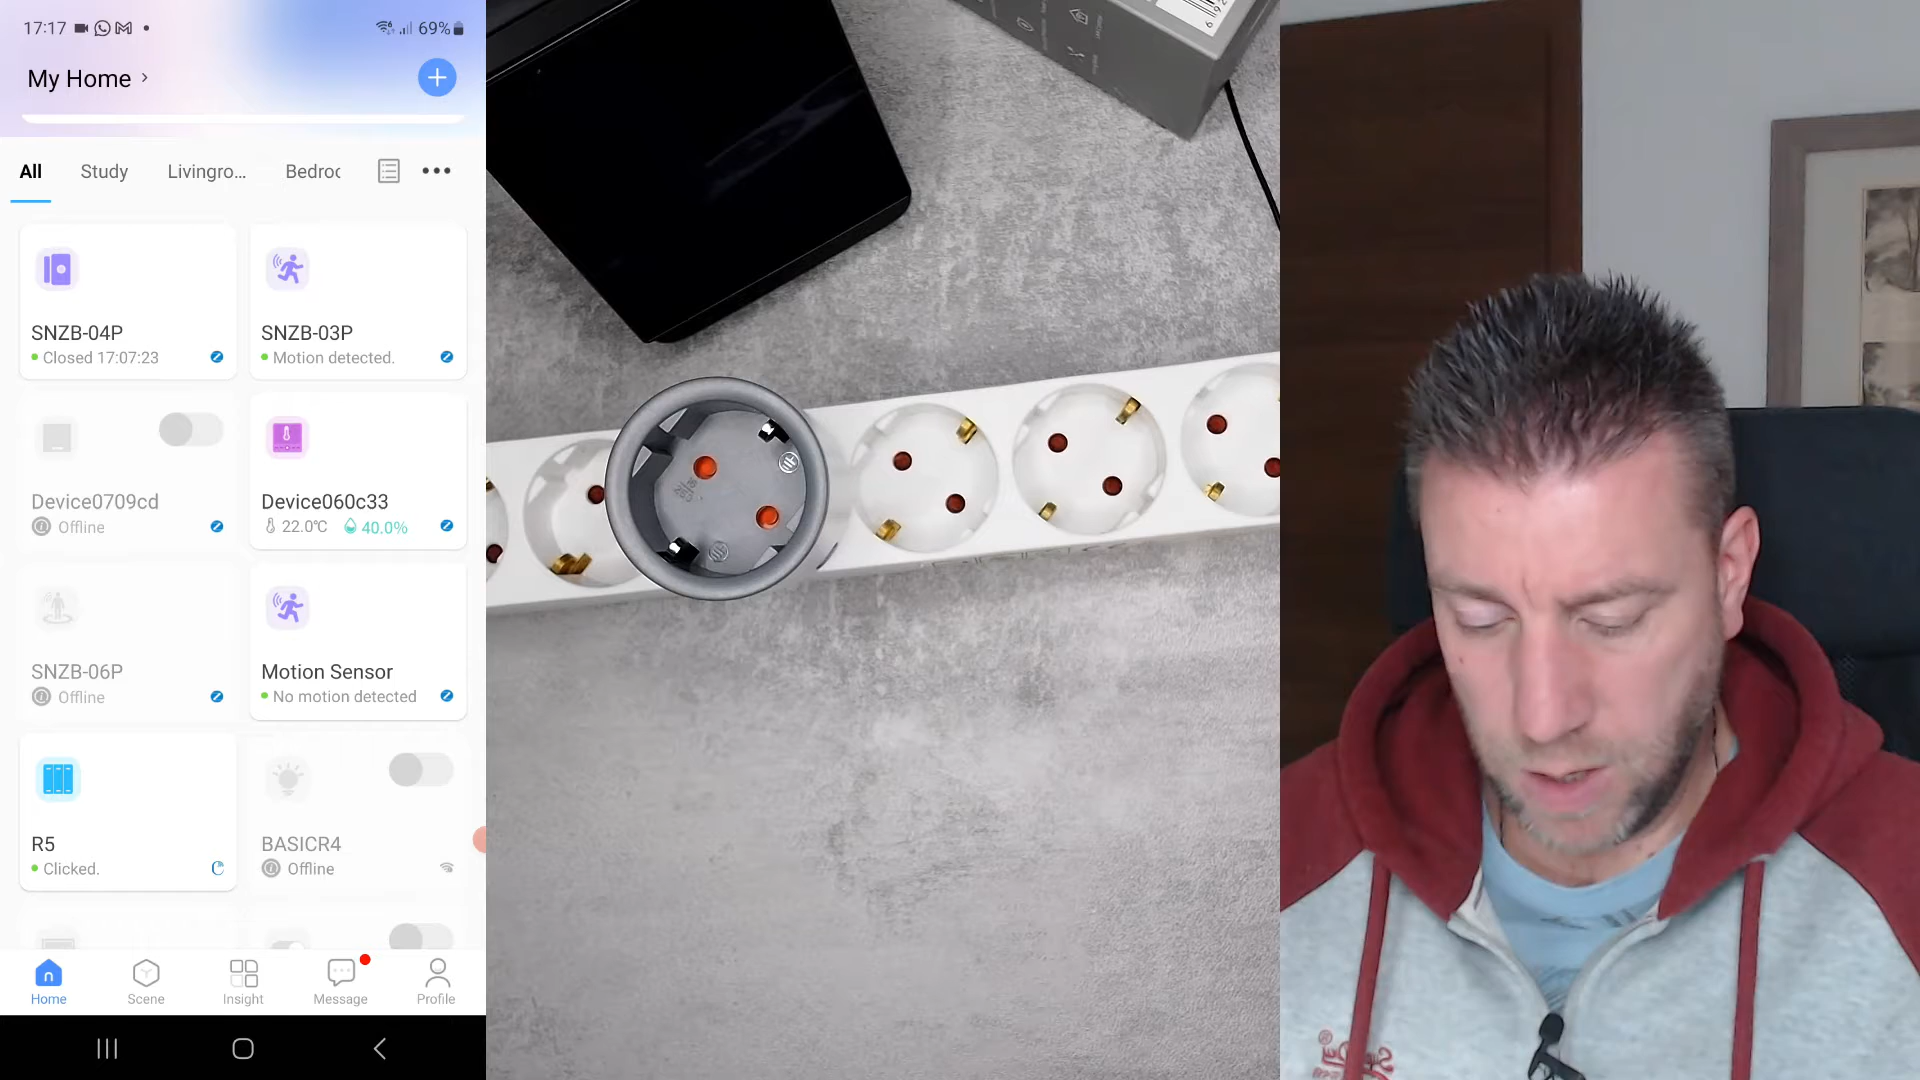 17:17
69%
My Home
All Study Livingro... Bedroc
SNZB-04P
Closed 17:07:23
SNZB-03P
Motion detected.
Device0709cd
Offline
Device060c33
22.0℃ 40.0%
SNZB-06P
Offline
Motion Sensor
No motion detected
R5
Clicked.
BASICR4
Offline
Home Scene Insight Message Profile